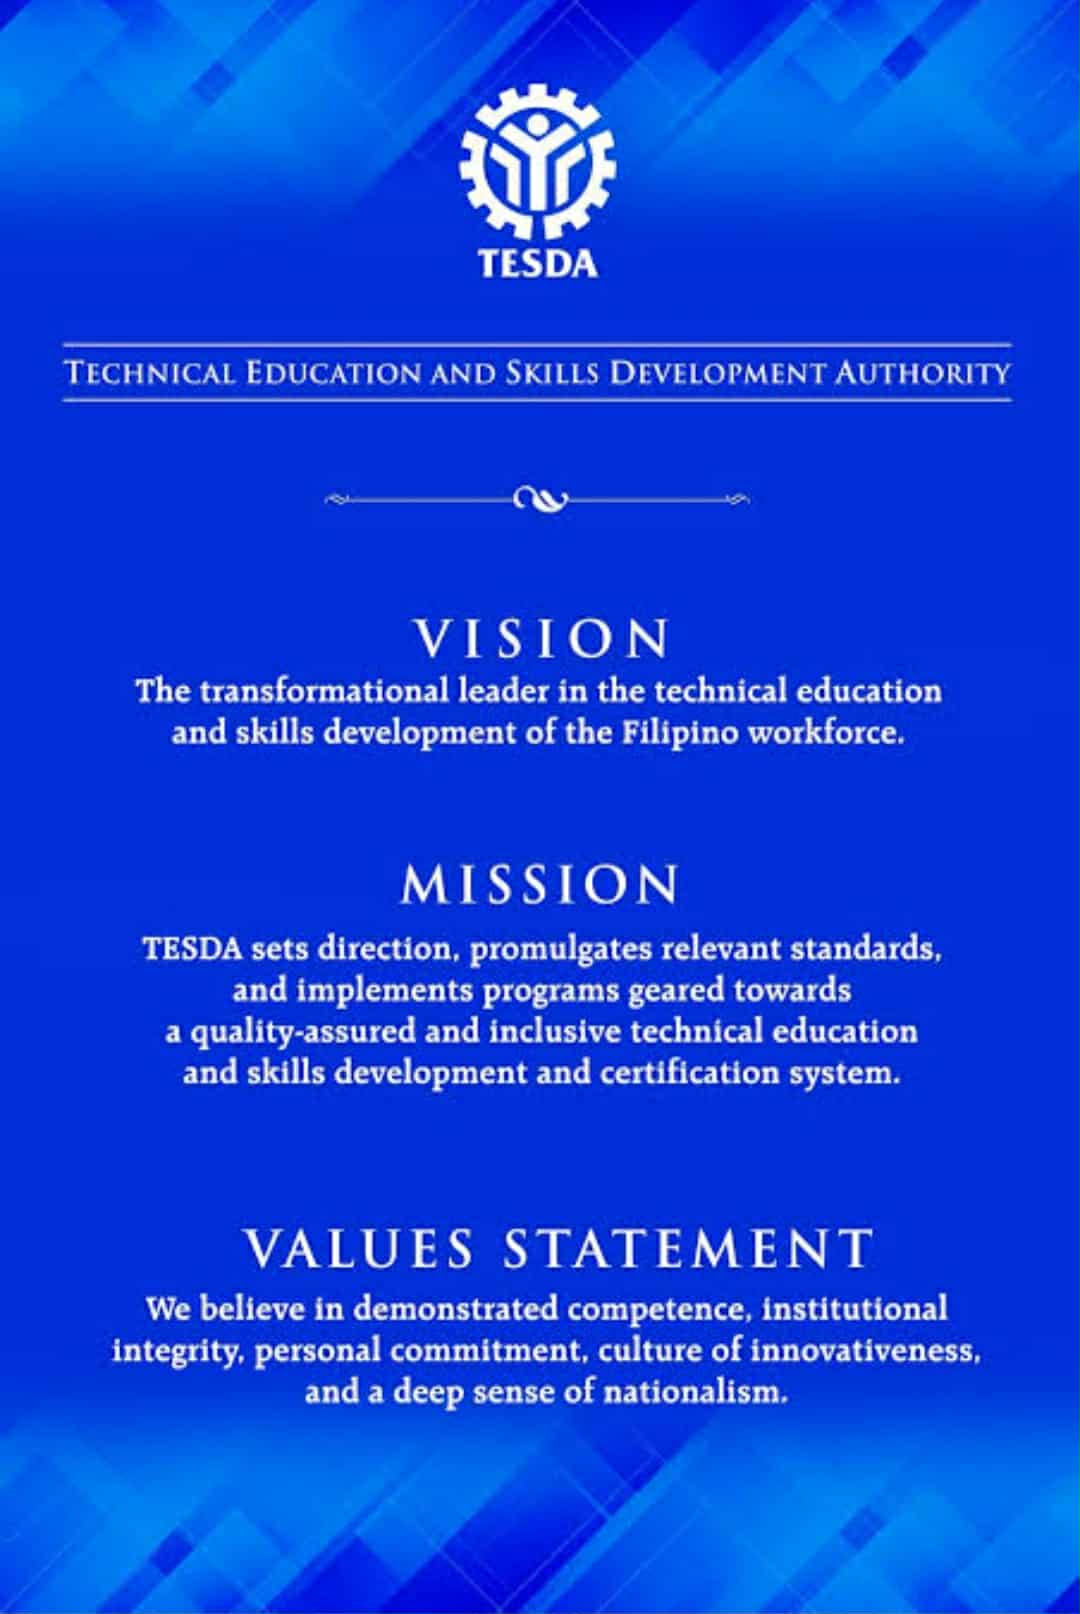 TESDA
TECHNICAL EDUCATION AND SKILLS DEVELOPMENT AUTHORITY
VISION
The transformational leader in the technical education
and skills development of the Filipino workforce.
MISSION
TESDA sets direction, promulgates relevant standards,
and implements programs geared towards
a quality-assured and inclusive technical education
and skills development and certification system.
VALUES STATEMENT
We believe in demonstrated competence, institutional
integrity, personal commitment, culture of innovativeness,
and a deep sense of nationalism.